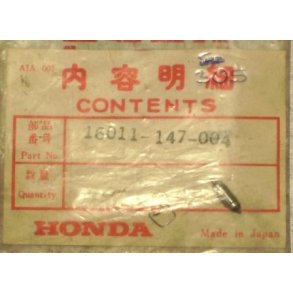 内容明細
305
CONTENTS
部品番号
Part No.
16011-147-004
数量
Quantity
HONDA
Made in Japan